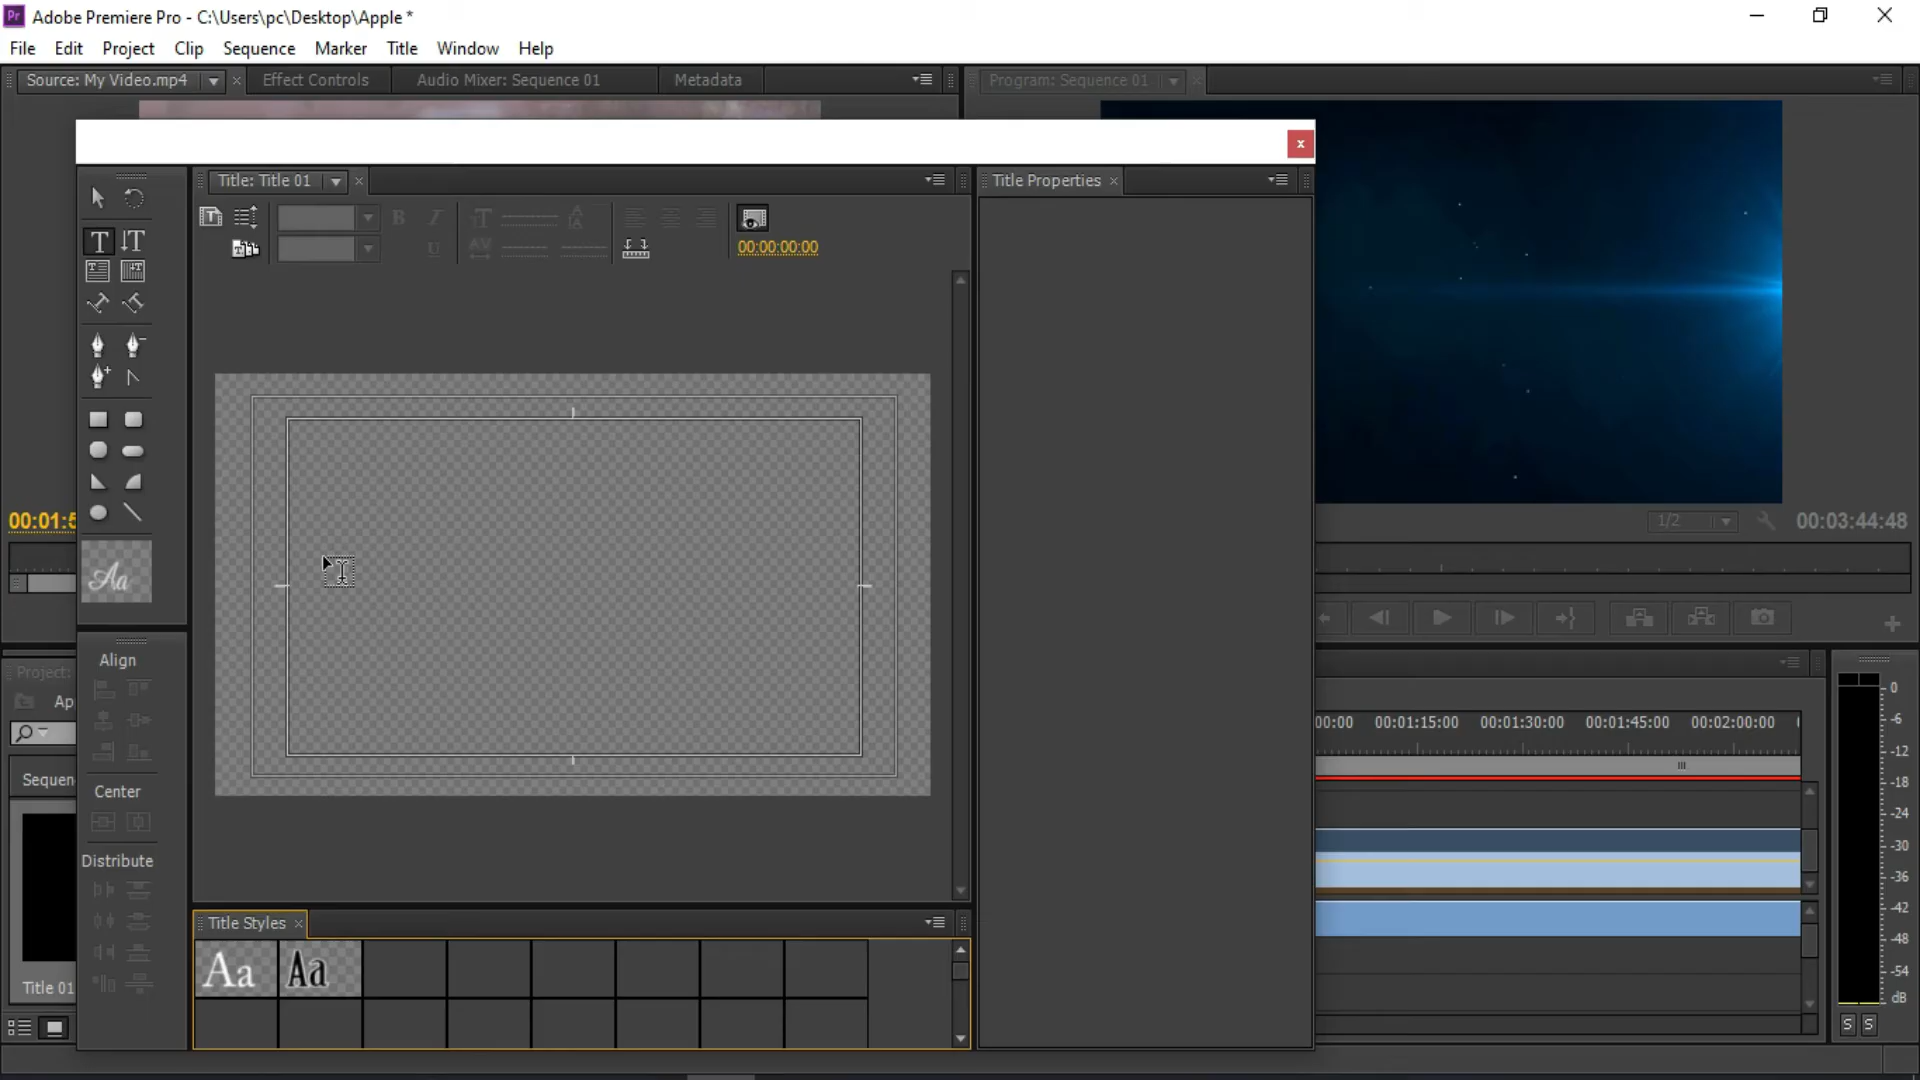 Pr Adobe Premiere Pro - C:\Users\pc\Desktop\Apple *
File Edit Project Clip Sequence Marker Title Window Help
Source: My Video.mp4 Effect Controls Audio Mixer: Sequence 01 Metadata Program: Sequence 01
Title: Title 01 Title Properties
B I
U
00:00:00:00
00:01:5
1/2 00:03:44:48
Aa
Project:
Ap
Align
Center
Distribute
Sequen
Title 01
Title Styles
Aa Aa
00:00 00:01:15:00 00:01:30:00 00:01:45:00 00:02:00:00
0
-6
-12
-18
-24
-30
-36
-42
-48
-54
dB
S S